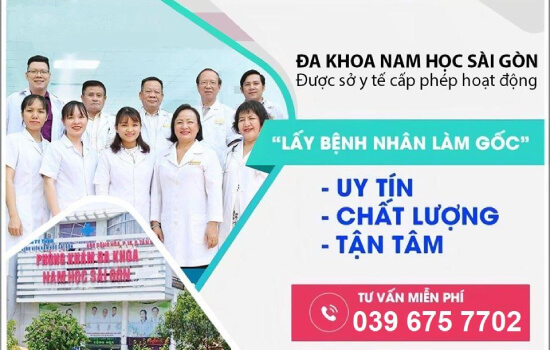 ĐA KHOA NAM HỌC SÀI GÒN
Được sở y tế cấp phép hoạt động
“LẤY BỆNH NHÂN LÀM GỐC”
- UY TÍN
- CHẤT LƯỢNG
- TẬN TÂM
PHÒNG KHÁM ĐA KHOA
NAM HỌC SÀI GÒN
TƯ VẤN MIỄN PHÍ
039 675 7702